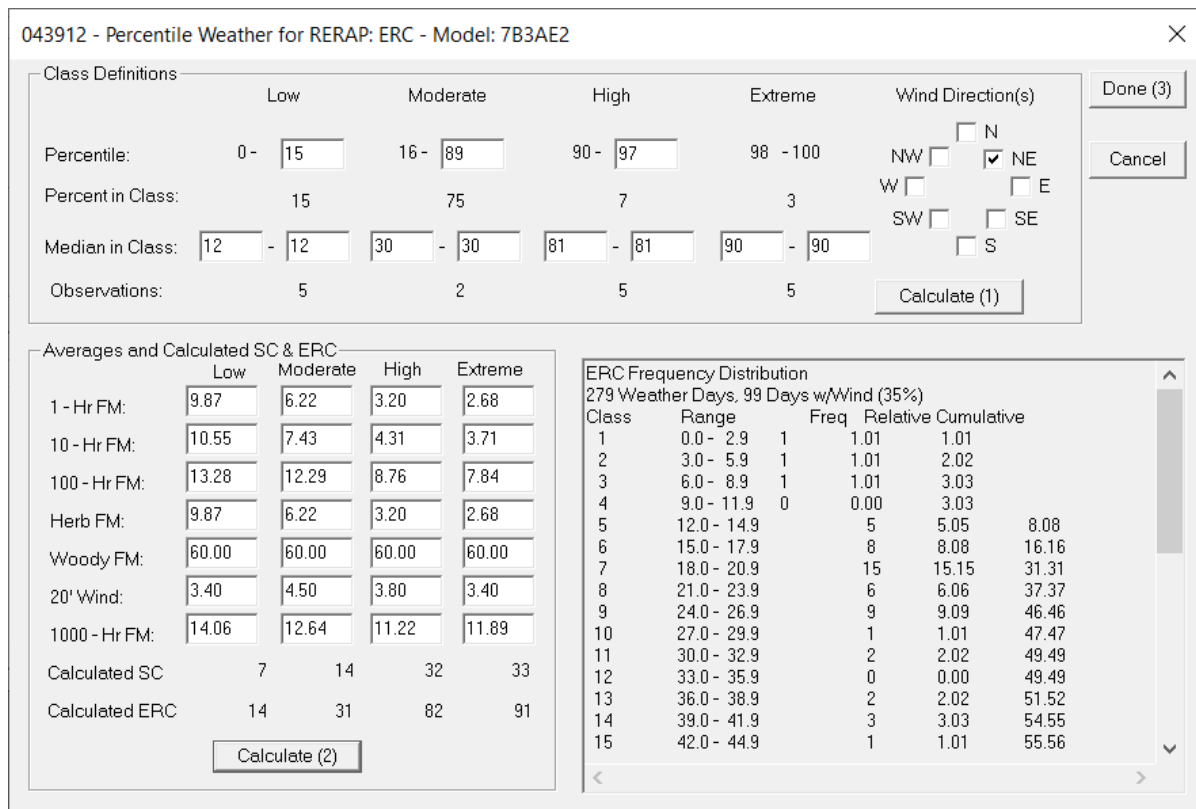 043912 - Percentile Weather for RERAP: ERC - Model: 7B3AE2
Class Definitions
Low Moderate High Extreme Wind Direction(s)
Done (3)
N
Percentile: 0 - 15 16 - 89 90 - 97 98 - 100
NW NE
Cancel
W E
Percent in Class: 15 75 7 3
SW SE
Median in Class: 12 - 12 30 - 30 81 - 81 90 - 90
S
Observations: 5 2 5 5
Calculate (1)
Averages and Calculated SC & ERC
Low Moderate High Extreme
1 - Hr FM: 9.87 6.22 3.20 2.68
10 - Hr FM: 10.55 7.43 4.31 3.71
100 - Hr FM: 13.28 12.29 8.76 7.84
Herb FM: 9.87 6.22 3.20 2.68
Woody FM: 60.00 60.00 60.00 60.00
20' Wind: 3.40 4.50 3.80 3.40
1000 - Hr FM: 14.06 12.64 11.22 11.89
Calculated SC 7 14 32 33
Calculated ERC 14 31 82 91
Calculate (2)
ERC Frequency Distribution
279 Weather Days, 99 Days w/Wind (35%)
Class Range Freq Relative Cumulative
1 0.0 - 2.9 1 1.01 1.01
2 3.0 - 5.9 1 1.01 2.02
3 6.0 - 8.9 1 1.01 3.03
4 9.0 - 11.9 0 0.00 3.03
5 12.0 - 14.9 5 5.05 8.08
6 15.0 - 17.9 8 8.08 16.16
7 18.0 - 20.9 15 15.15 31.31
8 21.0 - 23.9 6 6.06 37.37
9 24.0 - 26.9 9 9.09 46.46
10 27.0 - 29.9 1 1.01 47.47
11 30.0 - 32.9 2 2.02 49.49
12 33.0 - 35.9 0 0.00 49.49
13 36.0 - 38.9 2 2.02 51.52
14 39.0 - 41.9 3 3.03 54.55
15 42.0 - 44.9 1 1.01 55.56